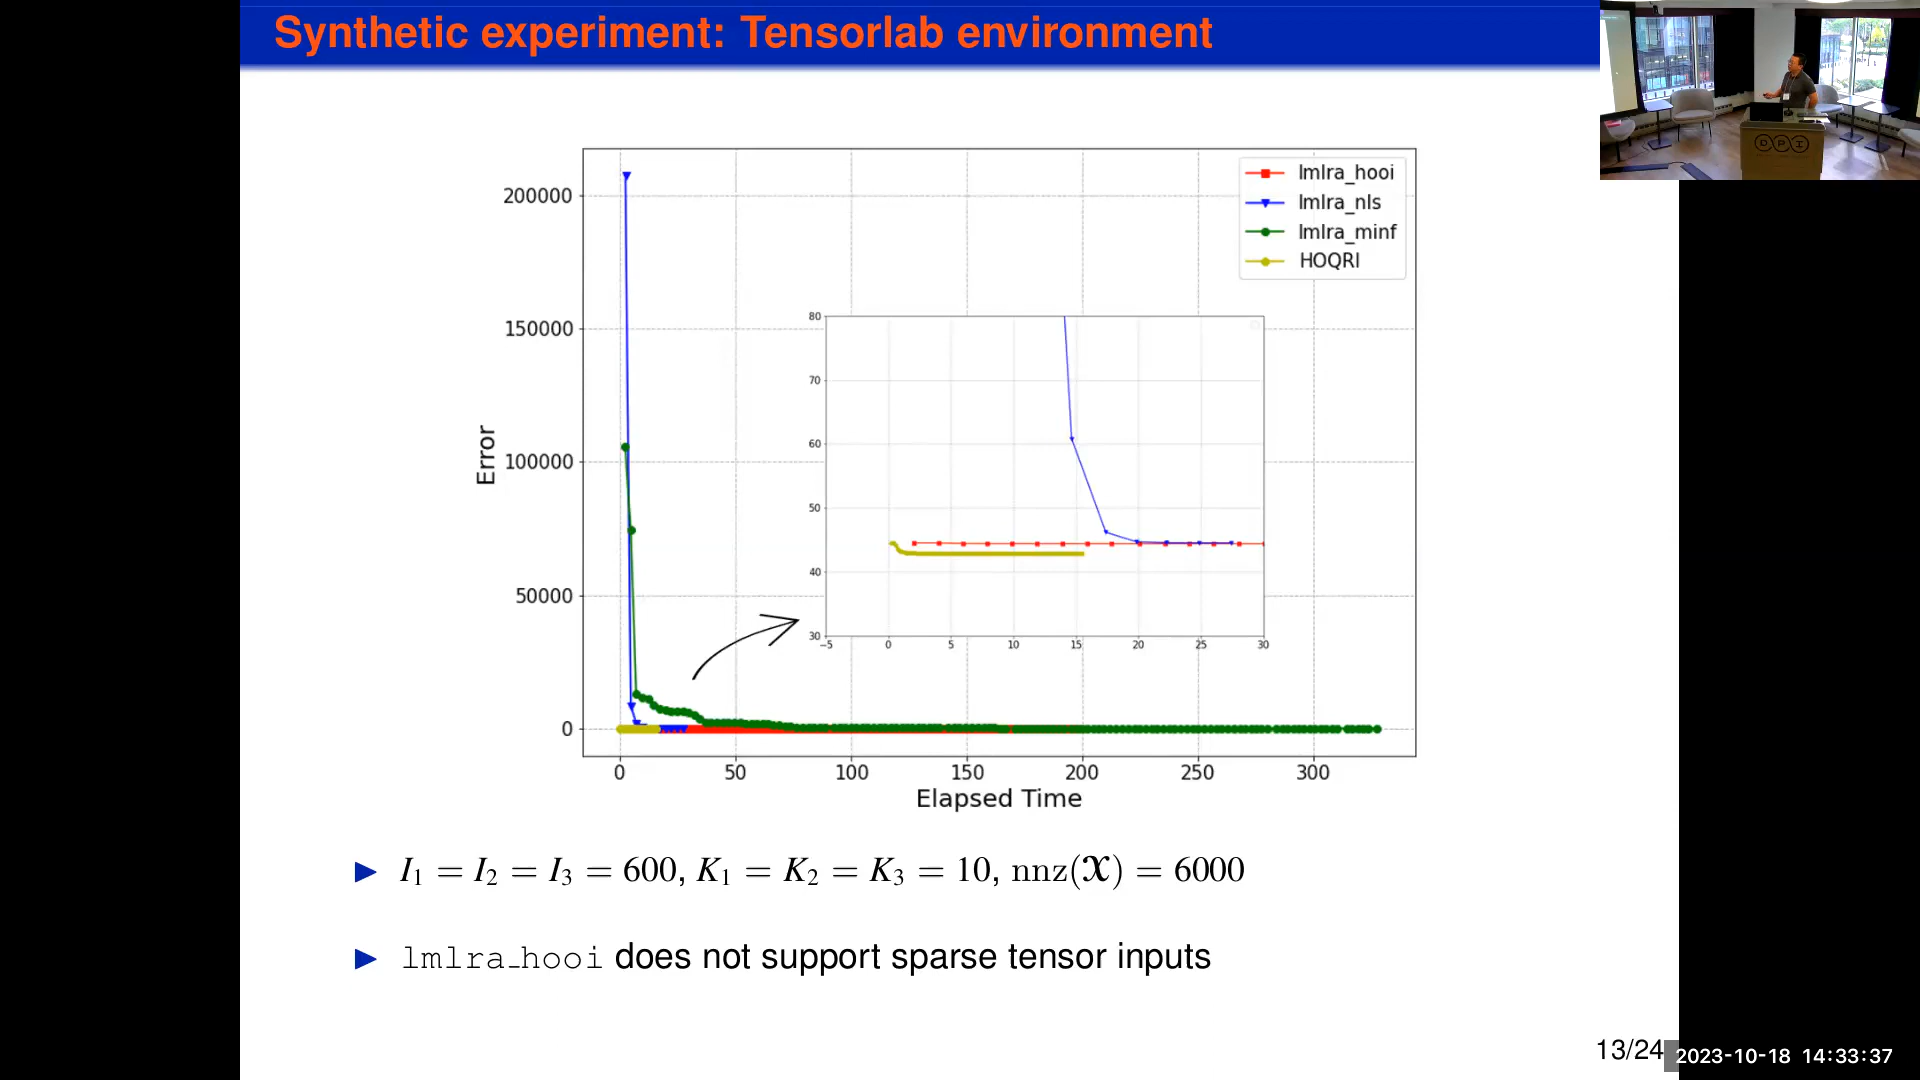 Synthetic experiment: Tensorlab environment
lmlra_hooi
lmlra_nls
lmlra_minf
HOQRI
200000
150000
100000
50000
0
Error
80
70
60
50
40
30
-5 0 5 10 15 20 25 30
0 50 100 150 200 250 300
Elapsed Time
I₁ = I₂ = I₃ = 600, K₁ = K₂ = K₃ = 10, nnz(𝓧) = 6000
lmlra_hooi does not support sparse tensor inputs
13/24
2023-10-18 14:33:37
DPI